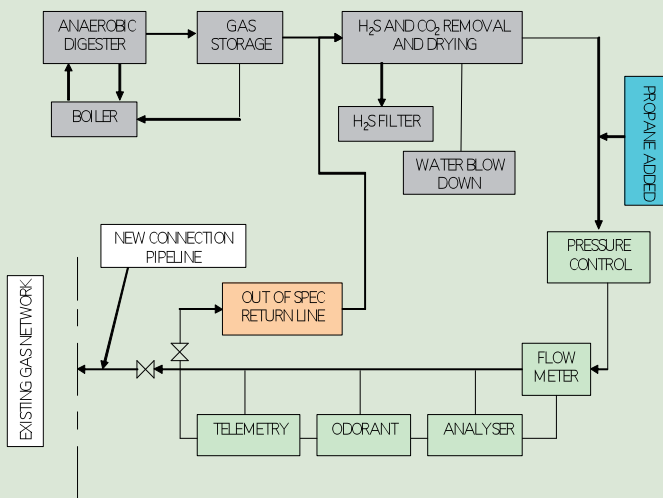 ANAEROBIC
DIGESTER
GAS
STORAGE
H₂S AND CO₂ REMOVAL
AND DRYING
BOILER
H₂S FILTER
WATER BLOW
DOWN
PROPANE ADDED
NEW CONNECTION
PIPELINE
PRESSURE
CONTROL
EXISTING GAS NETWORK
OUT OF SPEC
RETURN LINE
FLOW
METER
TELEMETRY
ODORANT
ANALYSER